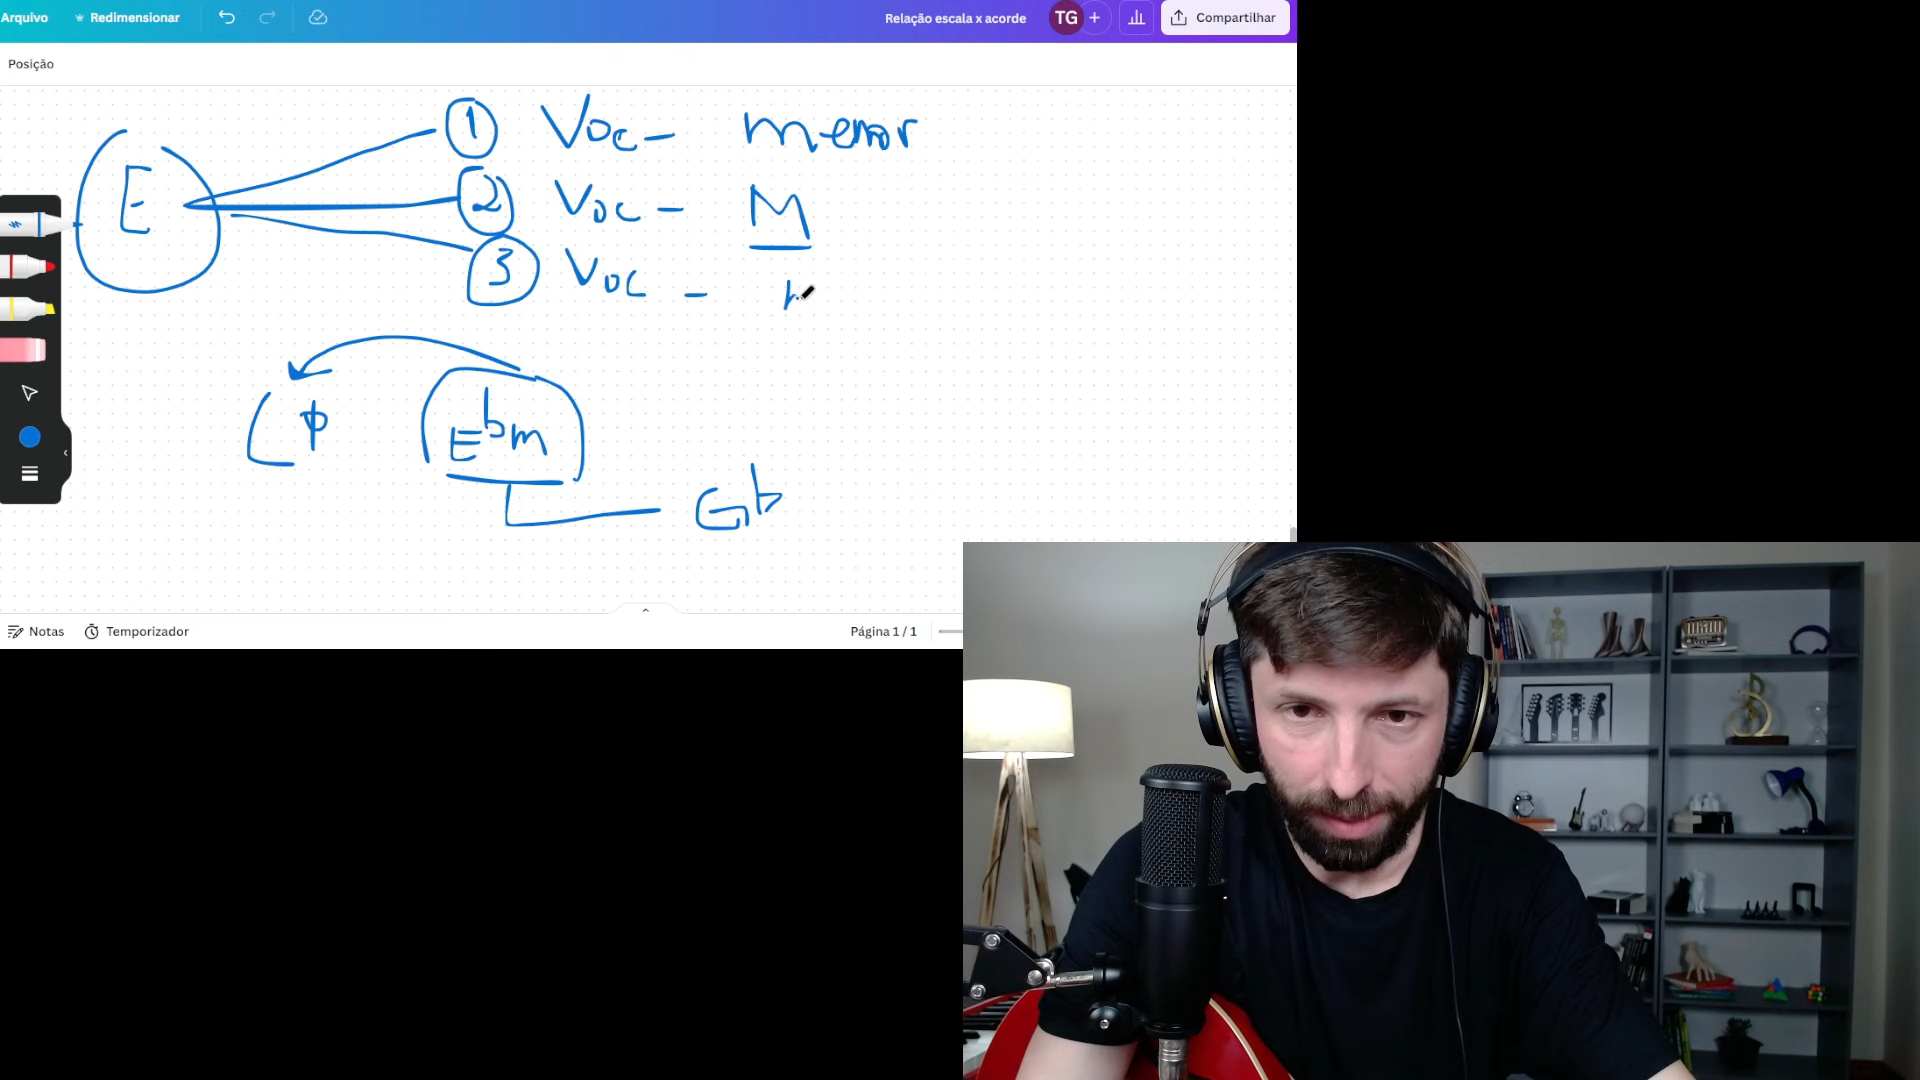 Arquivo Redimensionar Relação escala x acorde TG + Compartilhar
Posição
E
1 Voc - menor
2 Voc - M
3 Voc -
Ebm
Gb
Notas Temporizador Página 1 / 1